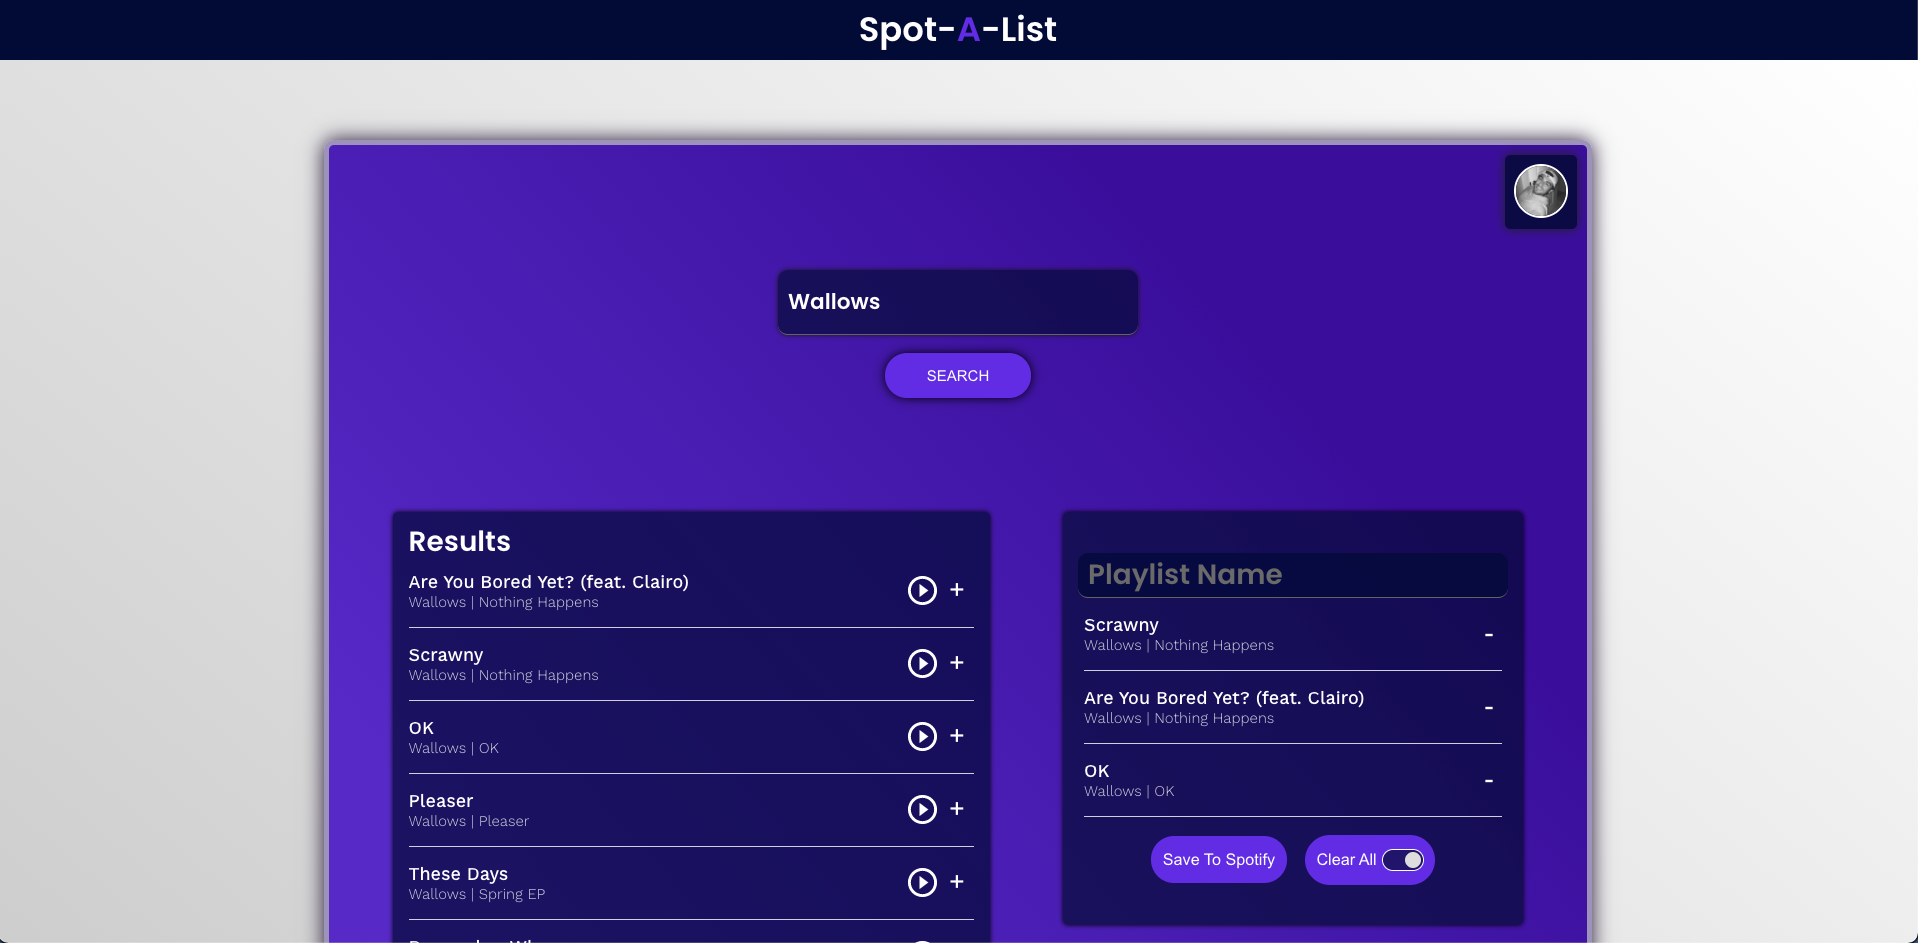 Spot-A-List
Wallows
SEARCH
Results
Are You Bored Yet? (feat. Clairo)
Wallows | Nothing Happens
+
Scrawny
Wallows | Nothing Happens
+
OK
Wallows | OK
+
Pleaser
Wallows | Pleaser
+
These Days
Wallows | Spring EP
+
Playlist Name
Scrawny
Wallows | Nothing Happens
-
Are You Bored Yet? (feat. Clairo)
Wallows | Nothing Happens
-
OK
Wallows | OK
-
Save To Spotify
Clear All